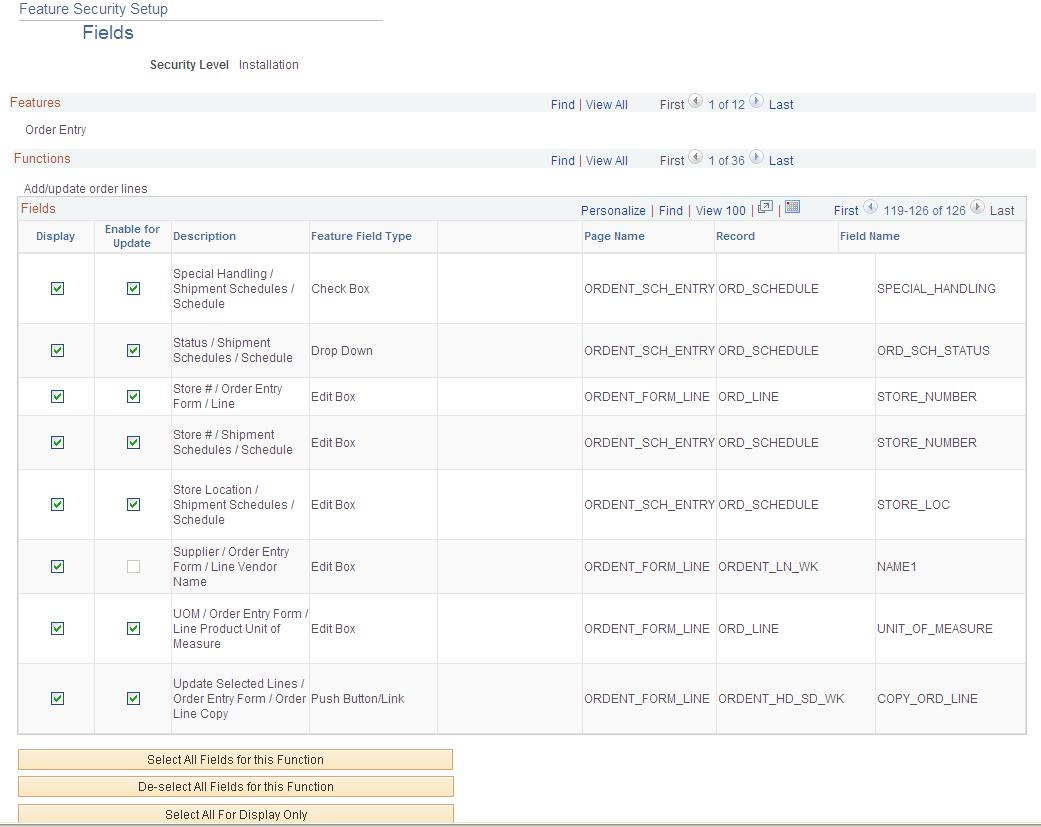 Feature Security Setup
Fields
Security Level Installation
Features Find | View All First 1 of 12 Last
Order Entry
Functions Find | View All First 1 of 36 Last
Add/update order lines
Fields Personalize | Find | View 100 | | First 119-126 of 126 Last
Display Enable for Update Description Feature Field Type Page Name Record Field Name
Special Handling /
Shipment Schedules /
Schedule
Check Box ORDENT_SCH_ENTRY ORD_SCHEDULE SPECIAL_HANDLING
Status / Shipment
Schedules / Schedule
Drop Down ORDENT_SCH_ENTRY ORD_SCHEDULE ORD_SCH_STATUS
Store # / Order Entry
Form / Line
Edit Box ORDENT_FORM_LINE ORD_LINE STORE_NUMBER
Store # / Shipment
Schedules / Schedule
Edit Box ORDENT_SCH_ENTRY ORD_SCHEDULE STORE_NUMBER
Store Location /
Shipment Schedules /
Schedule
Edit Box ORDENT_SCH_ENTRY ORD_SCHEDULE STORE_LOC
Supplier / Order Entry
Form / Line Vendor
Name
Edit Box ORDENT_FORM_LINE ORDENT_LN_WK NAME1
UOM / Order Entry Form /
Line Product Unit of
Measure
Edit Box ORDENT_FORM_LINE ORD_LINE UNIT_OF_MEASURE
Update Selected Lines /
Order Entry Form / Order
Line Copy
Push Button/Link ORDENT_FORM_LINE ORDENT_HD_SD_WK COPY_ORD_LINE
Select All Fields for this Function
De-select All Fields for this Function
Select All For Display Only